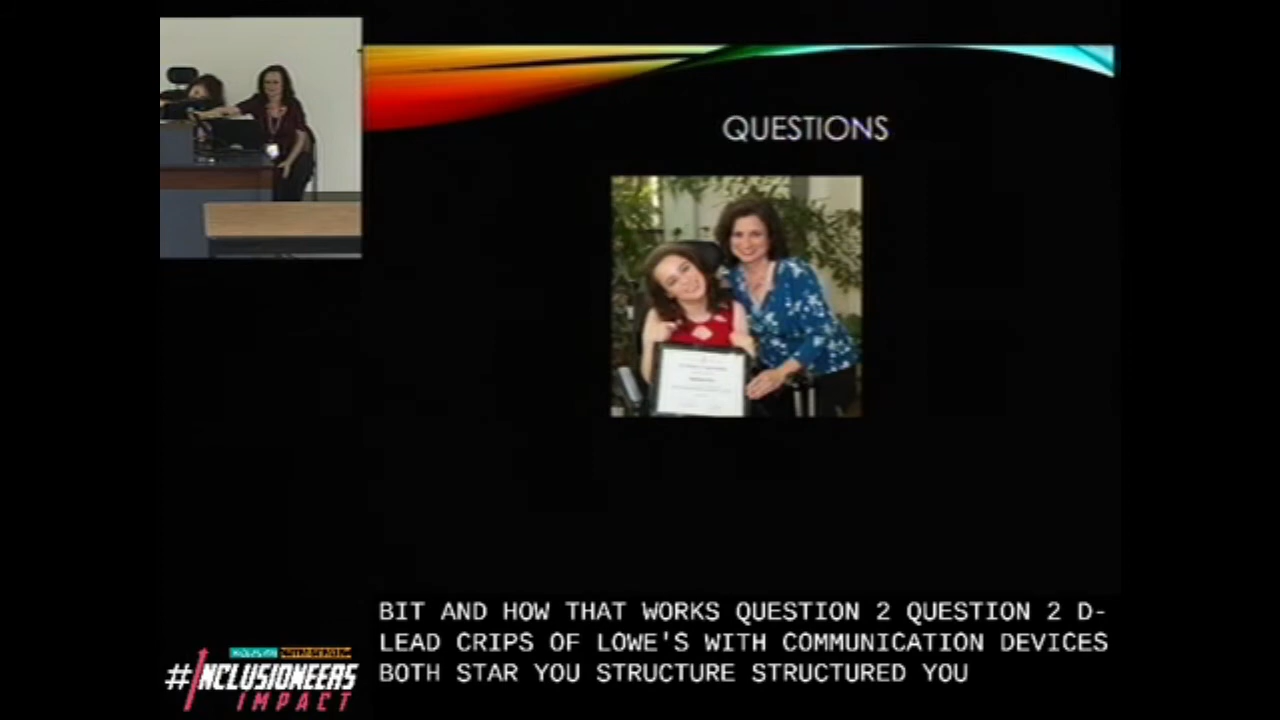 QUESTIONS
BIT AND HOW THAT WORKS QUESTION 2 QUESTION 2 D-
LEAD CRIPS OF LOWE'S WITH COMMUNICATION DEVICES
BOTH STAR YOU STRUCTURE STRUCTURED YOU
#INCLUSIONEERS
IMPACT